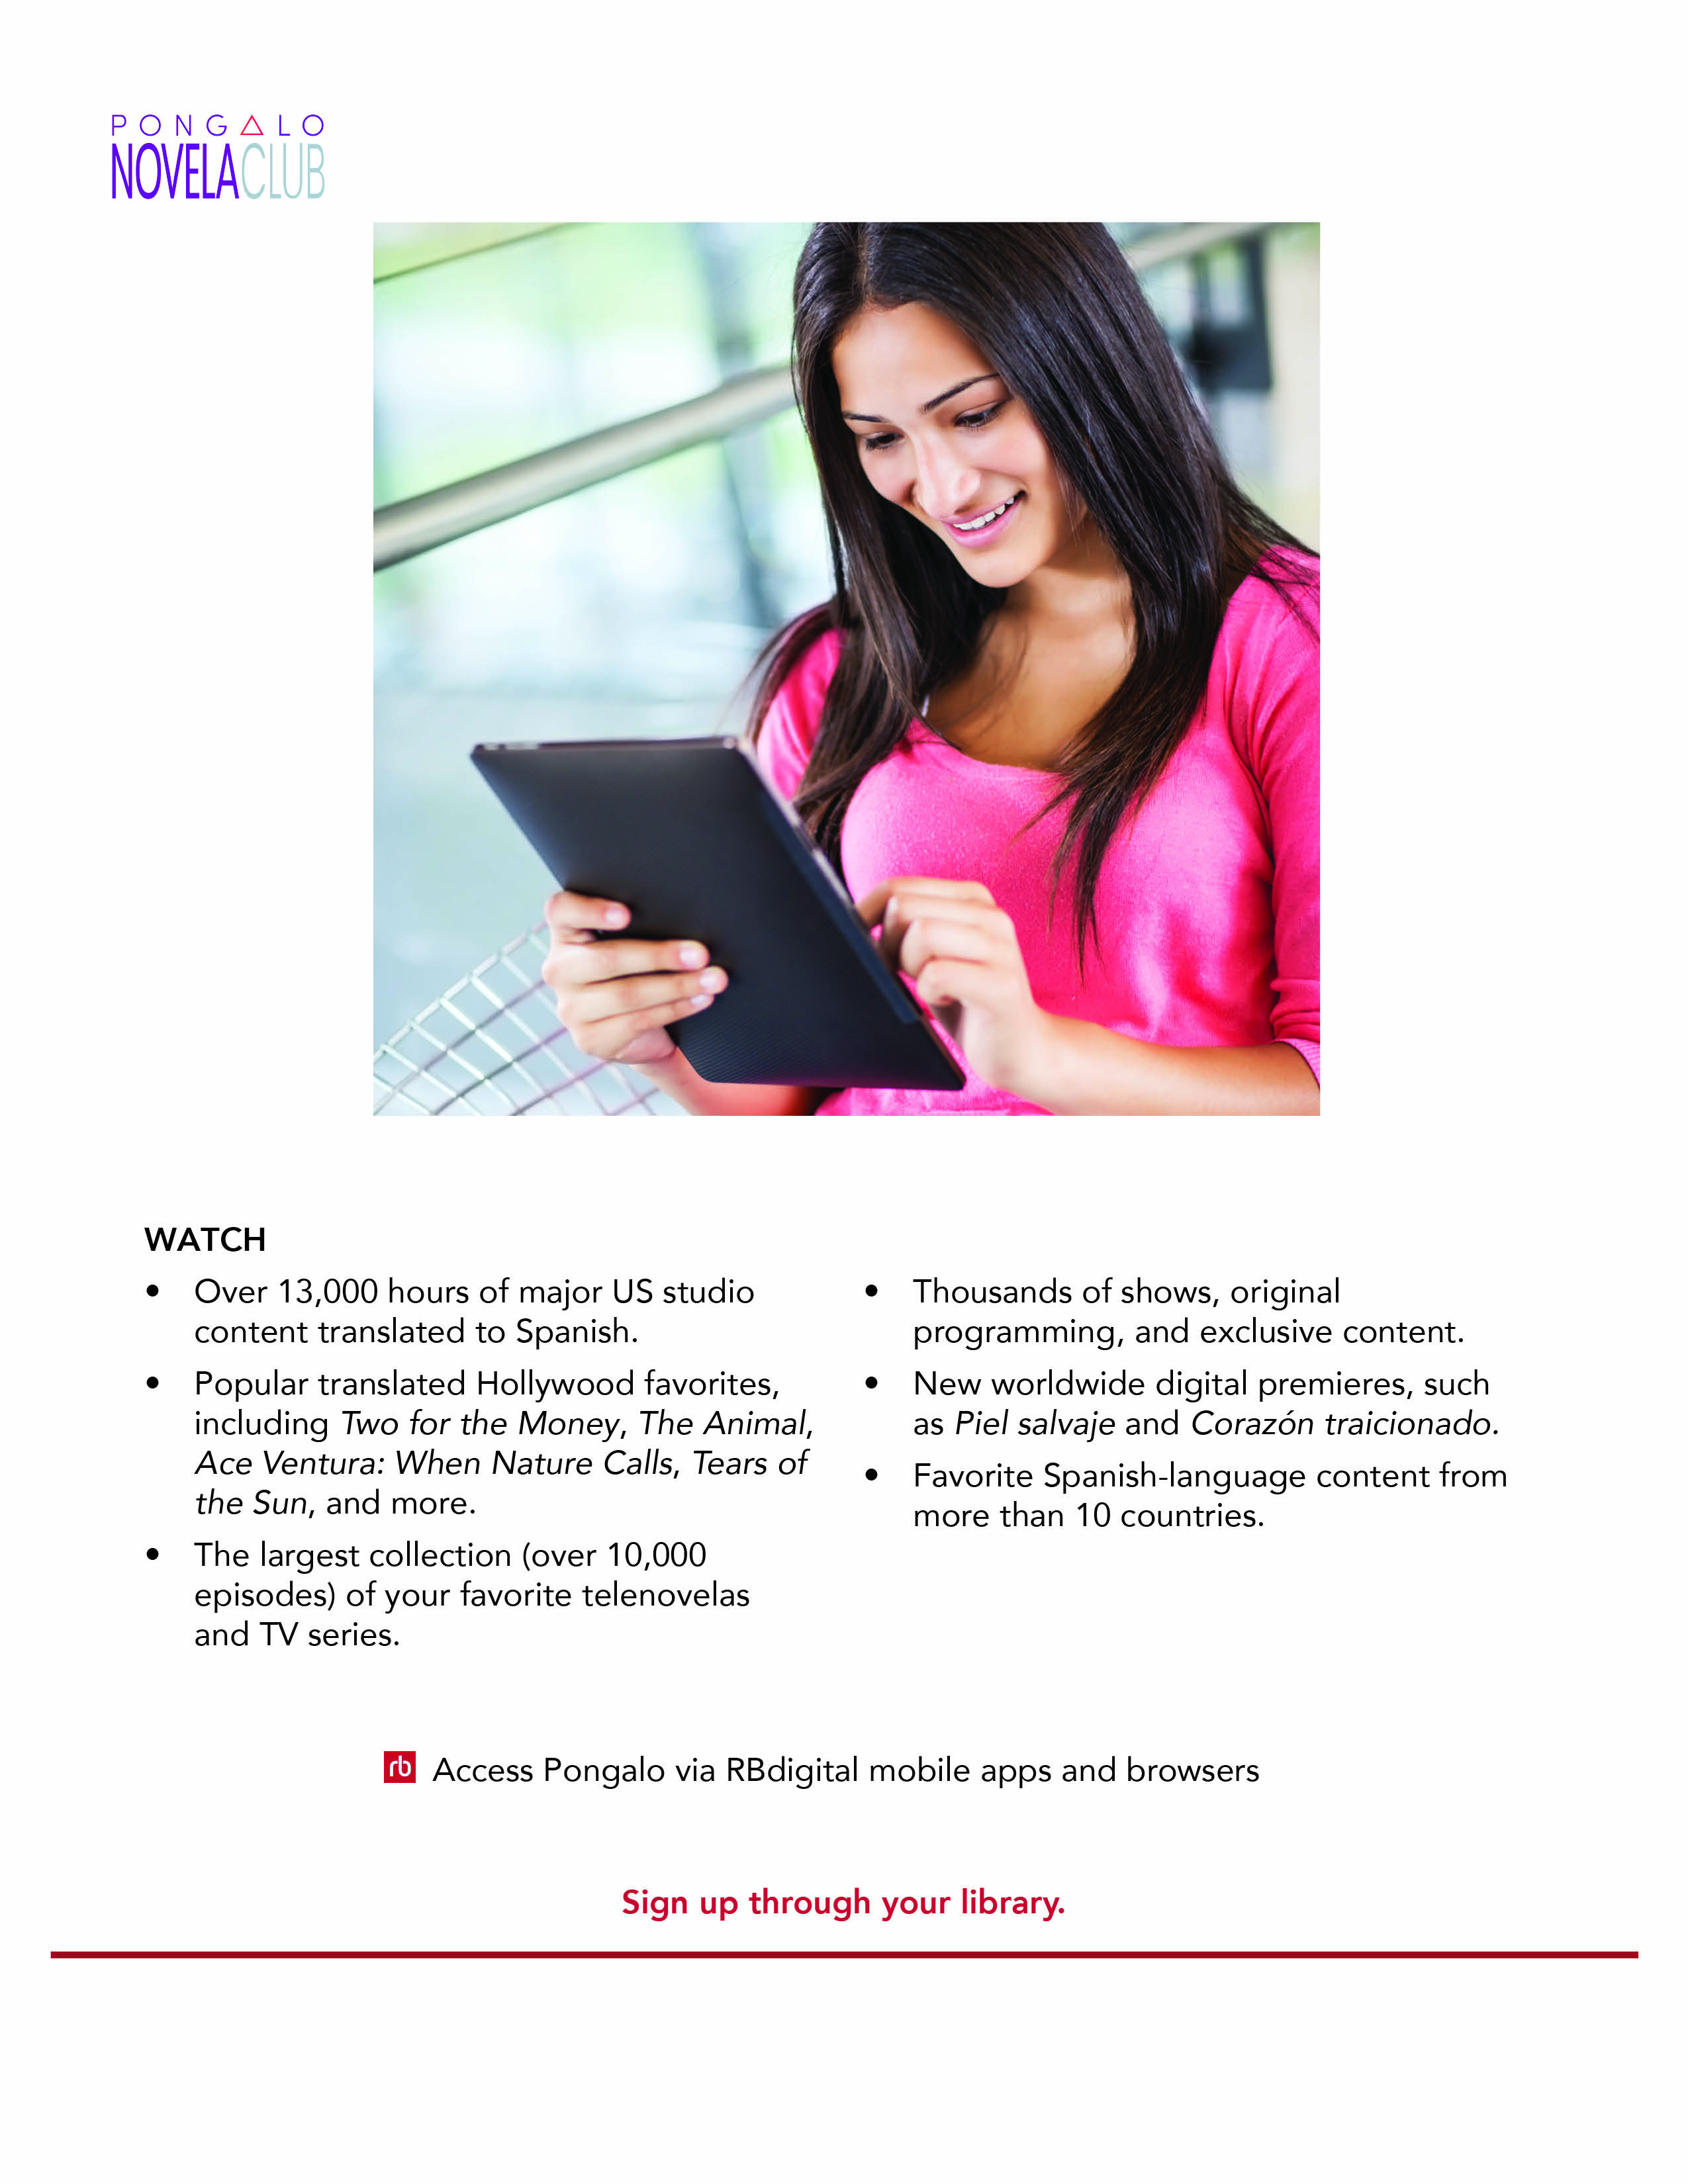 PONGALO
NOVELACLUB
WATCH
• Over 13,000 hours of major US studio
content translated to Spanish.
• Popular translated Hollywood favorites,
including Two for the Money, The Animal,
Ace Ventura: When Nature Calls, Tears of
the Sun, and more.
• The largest collection (over 10,000
episodes) of your favorite telenovelas
and TV series.
• Thousands of shows, original
programming, and exclusive content.
• New worldwide digital premieres, such
as Piel salvaje and Corazón traicionado.
• Favorite Spanish-language content from
more than 10 countries.
rb Access Pongalo via RBdigital mobile apps and browsers
Sign up through your library.